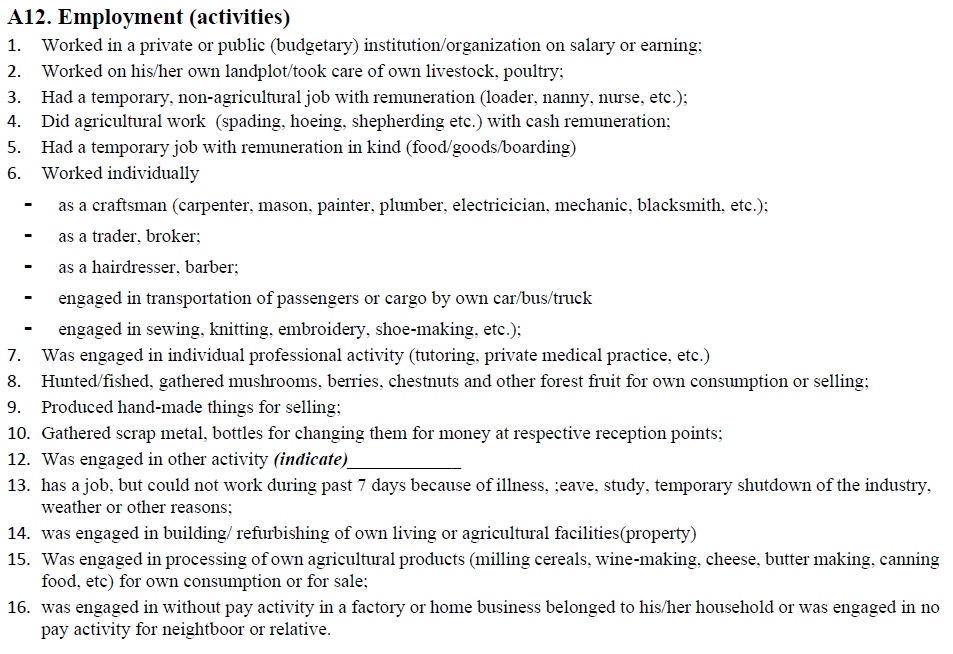 A12. Employment (activities)
1. Worked in a private or public (budgetary) institution/organization on salary or earning;
2. Worked on his/her own landplot/took care of own livestock, poultry;
3. Had a temporary, non-agricultural job with remuneration (loader, nanny, nurse, etc.);
4. Did agricultural work (spading, hoeing, shepherding etc.) with cash remuneration;
5. Had a temporary job with remuneration in kind (food/goods/boarding)
6. Worked individually
- as a craftsman (carpenter, mason, painter, plumber, electricician, mechanic, blacksmith, etc.);
- as a trader, broker;
- as a hairdresser, barber;
- engaged in transportation of passengers or cargo by own car/bus/truck
- engaged in sewing, knitting, embroidery, shoe-making, etc.);
7. Was engaged in individual professional activity (tutoring, private medical practice, etc.)
8. Hunted/fished, gathered mushrooms, berries, chestnuts and other forest fruit for own consumption or selling;
9. Produced hand-made things for selling;
10. Gathered scrap metal, bottles for changing them for money at respective reception points;
12. Was engaged in other activity (indicate)____________
13. has a job, but could not work during past 7 days because of illness, ;eave, study, temporary shutdown of the industry,
weather or other reasons;
14. was engaged in building/ refurbishing of own living or agricultural facilities(property)
15. Was engaged in processing of own agricultural products (milling cereals, wine-making, cheese, butter making, canning
food, etc) for own consumption or for sale;
16. was engaged in without pay activity in a factory or home business belonged to his/her household or was engaged in no
pay activity for neightboor or relative.